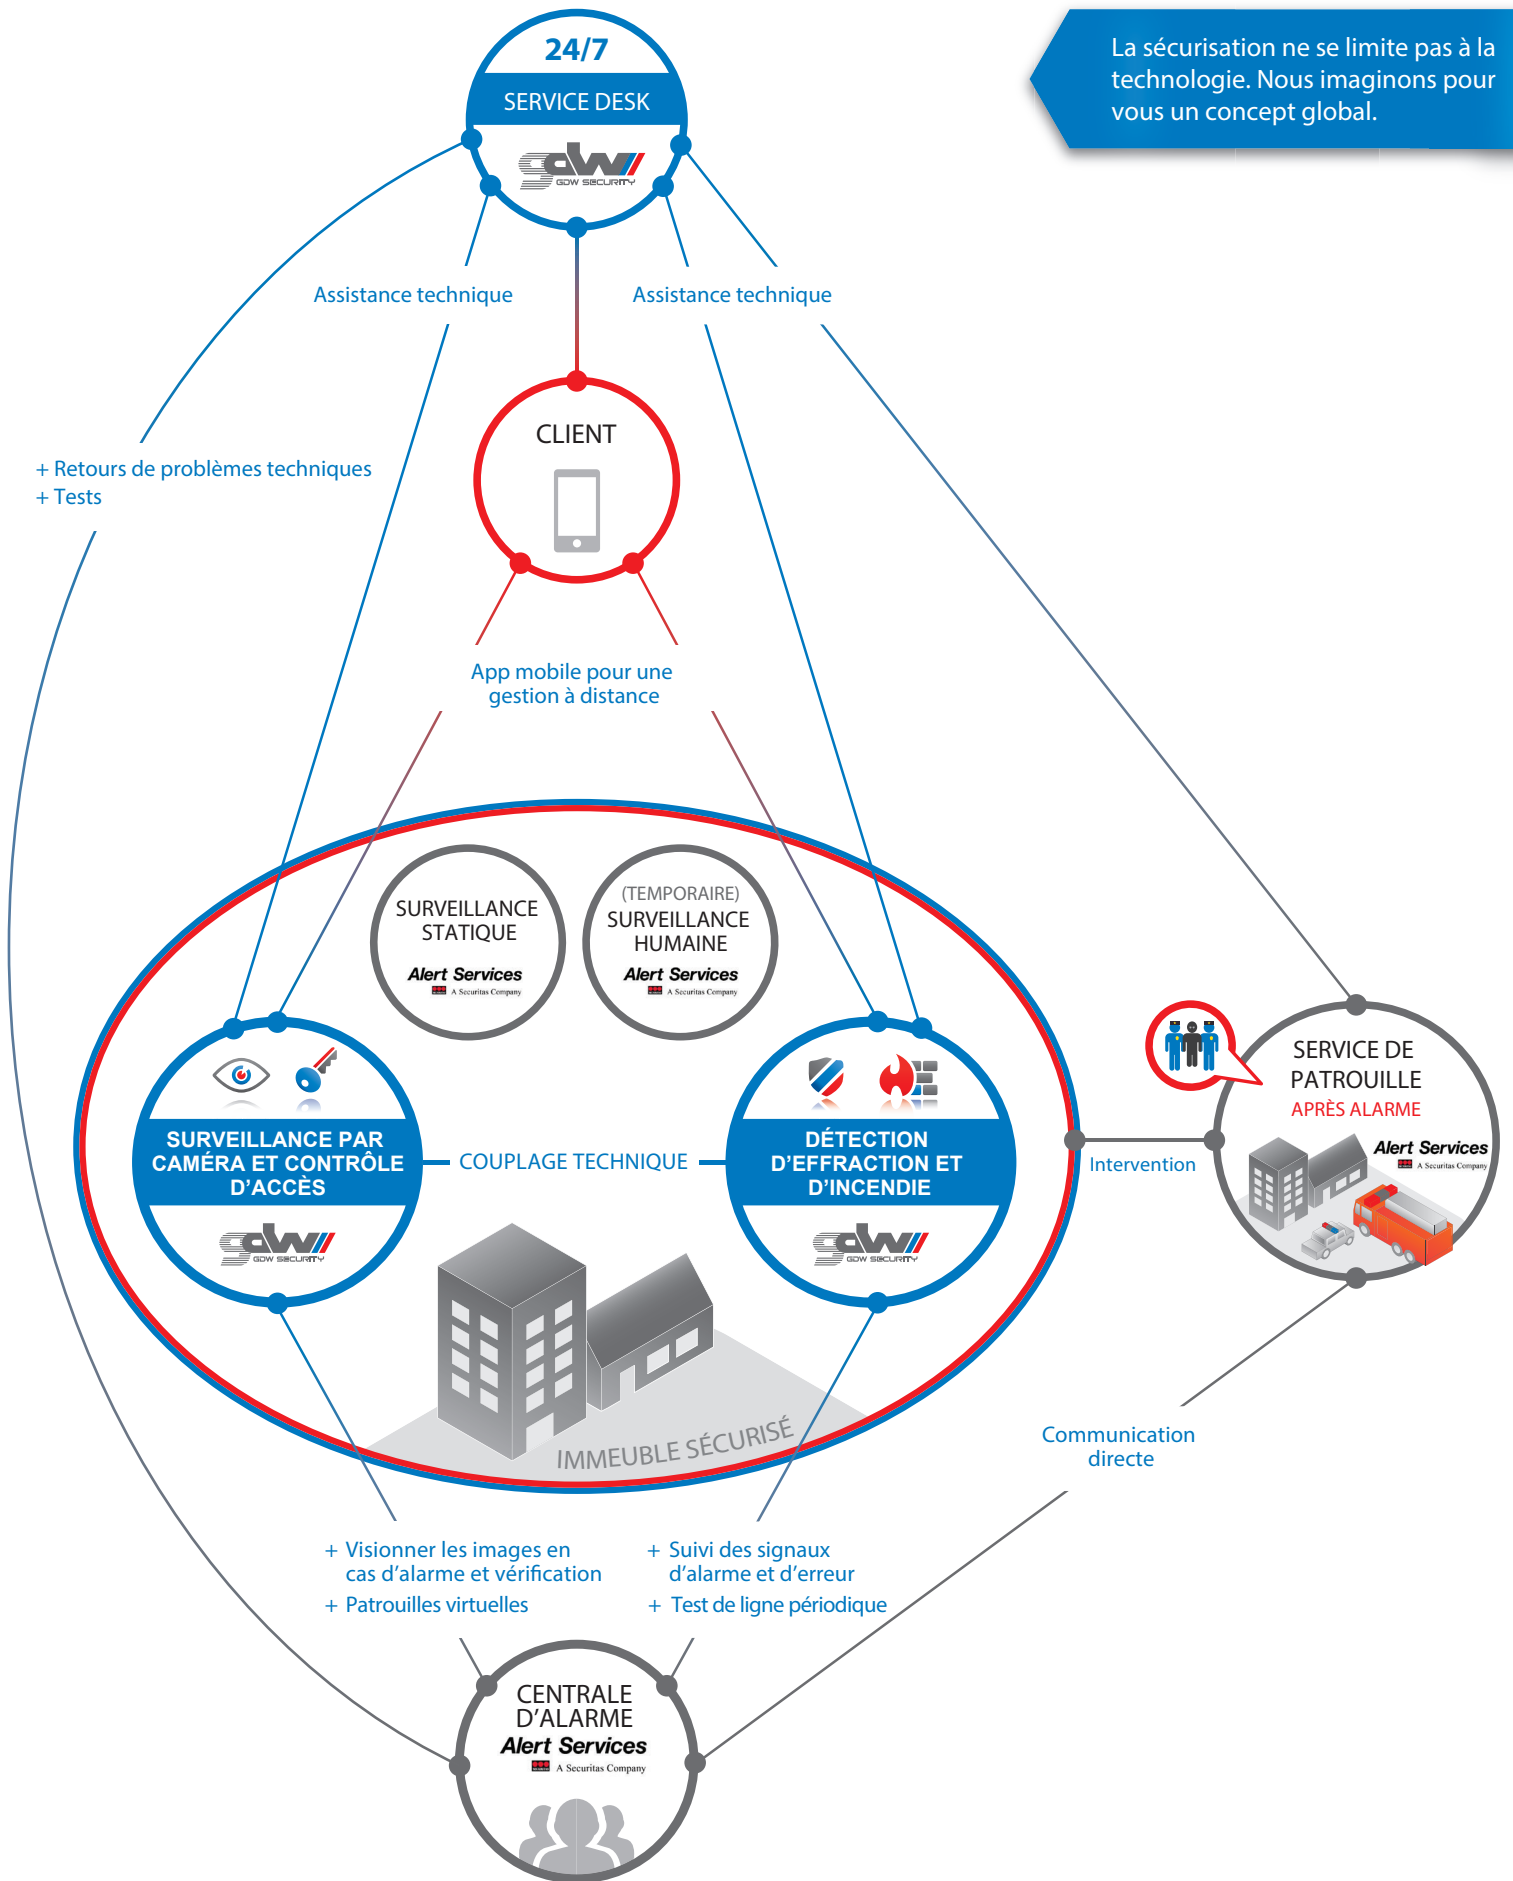 24/7
SERVICE DESK
gdw
GDW SECURITY
La sécurisation ne se limite pas à la
technologie. Nous imaginons pour
vous un concept global.
Assistance technique
Assistance technique
CLIENT
+ Retours de problèmes techniques
+ Tests
App mobile pour une
gestion à distance
SURVEILLANCE
STATIQUE
Alert Services
A Securitas Company
(TEMPORAIRE)
SURVEILLANCE
HUMAINE
Alert Services
A Securitas Company
SURVEILLANCE PAR
CAMÉRA ET CONTRÔLE
D'ACCÈS
gdw
GDW SECURITY
COUPLAGE TECHNIQUE
DÉTECTION
D'EFFRACTION ET
D'INCENDIE
gdw
GDW SECURITY
Intervention
SERVICE DE
PATROUILLE
APRÈS ALARME
Alert Services
A Securitas Company
IMMEUBLE SÉCURISÉ
Communication
directe
+ Visionner les images en
cas d'alarme et vérification
+ Patrouilles virtuelles
+ Suivi des signaux
d'alarme et d'erreur
+ Test de ligne périodique
CENTRALE
D'ALARME
Alert Services
A Securitas Company